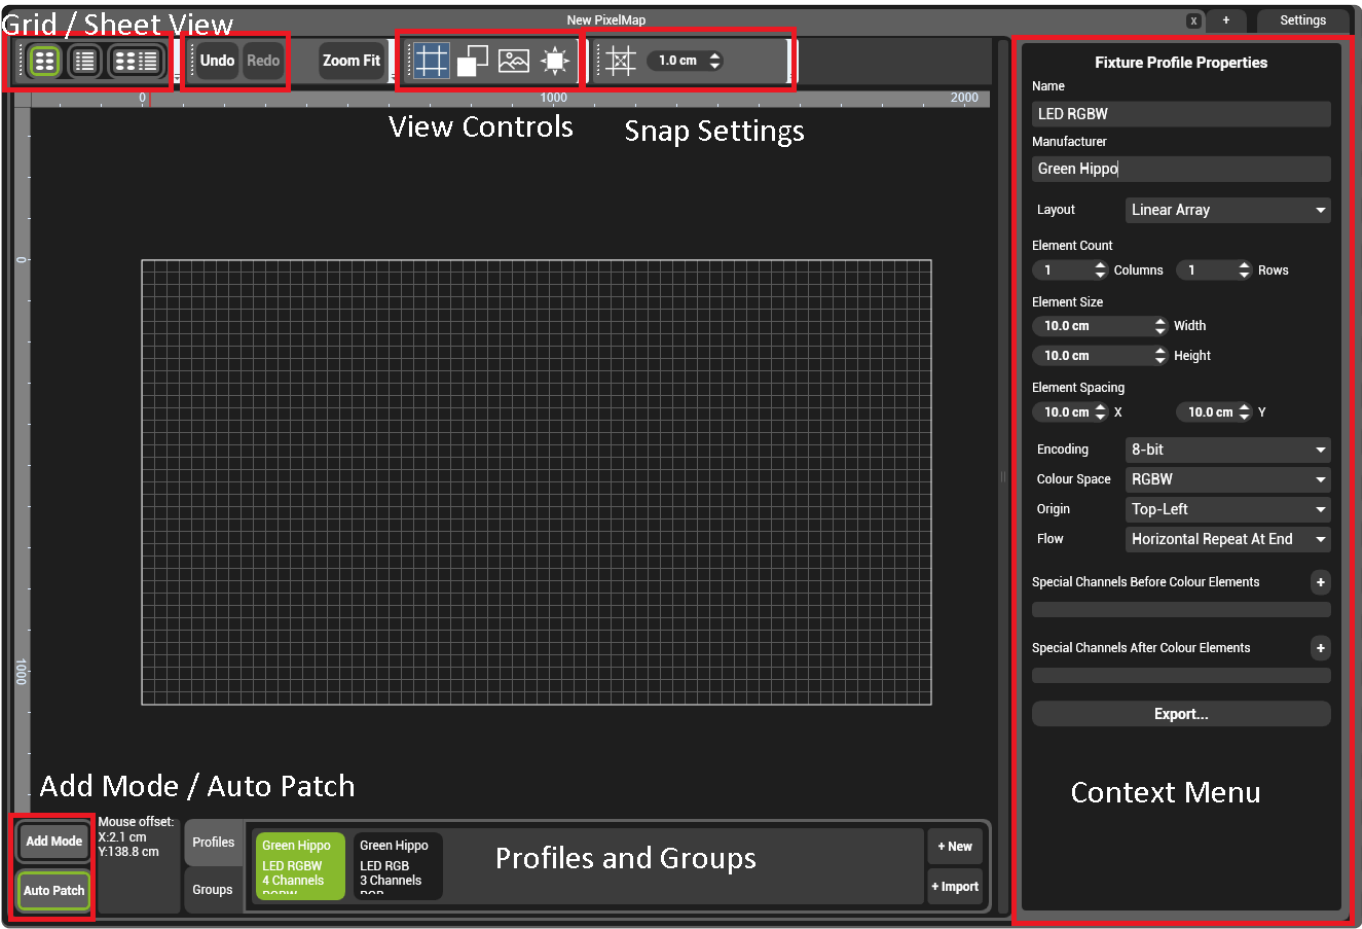 Grid / Sheet View
New PixelMap
x
+
Settings
Undo
Redo
Zoom Fit
1.0 cm
0
1000
2000
View Controls
Snap Settings
0
1000
Add Mode / Auto Patch
Add Mode
Auto Patch
Mouse offset:
X:2.1 cm
Y:138.8 cm
Profiles
Groups
Green Hippo
LED RGBW
4 Channels
RGBW
Green Hippo
LED RGB
3 Channels
RGB
Profiles and Groups
+ New
+ Import
Fixture Profile Properties
Name
LED RGBW
Manufacturer
Green Hippo
Layout Linear Array
Element Count
1 Columns 1 Rows
Element Size
10.0 cm Width
10.0 cm Height
Element Spacing
10.0 cm X 10.0 cm Y
Encoding 8-bit
Colour Space RGBW
Origin Top-Left
Flow Horizontal Repeat At End
Special Channels Before Colour Elements +
Special Channels After Colour Elements +
Export...
Context Menu